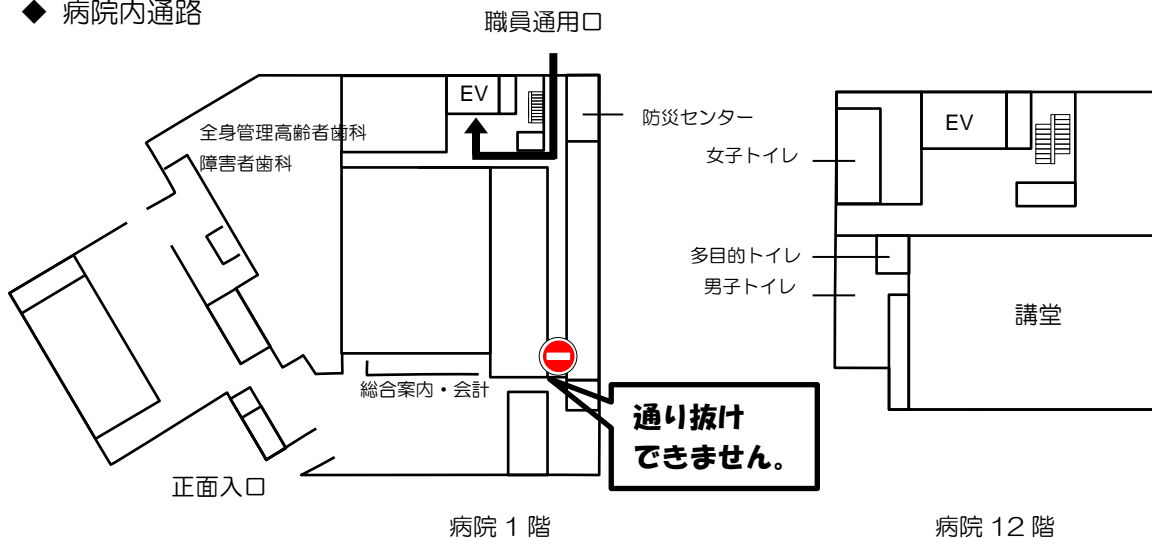 ◆ 病院内通路
職員通用口
EV
全身管理高齢者歯科
障害者歯科
防災センター
総合案内・会計
通り抜け
できません。
正面入口
病院 1 階
EV
女子トイレ
多目的トイレ
男子トイレ
講堂
病院 12 階